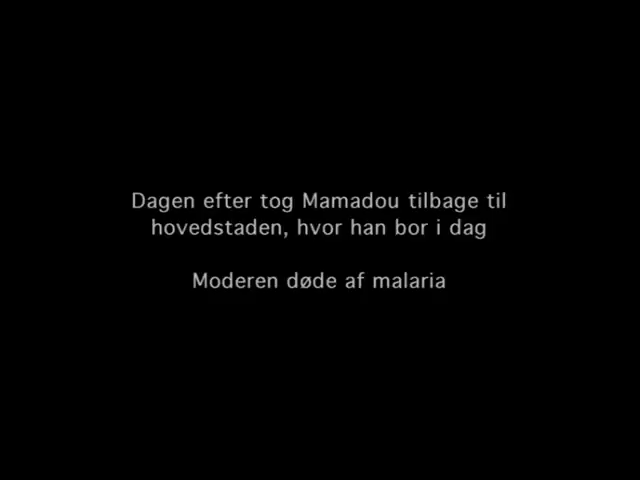 Dagen efter tog Mamadou tilbage til
hovedstaden, hvor han bor i dag
Moderen døde af malaria